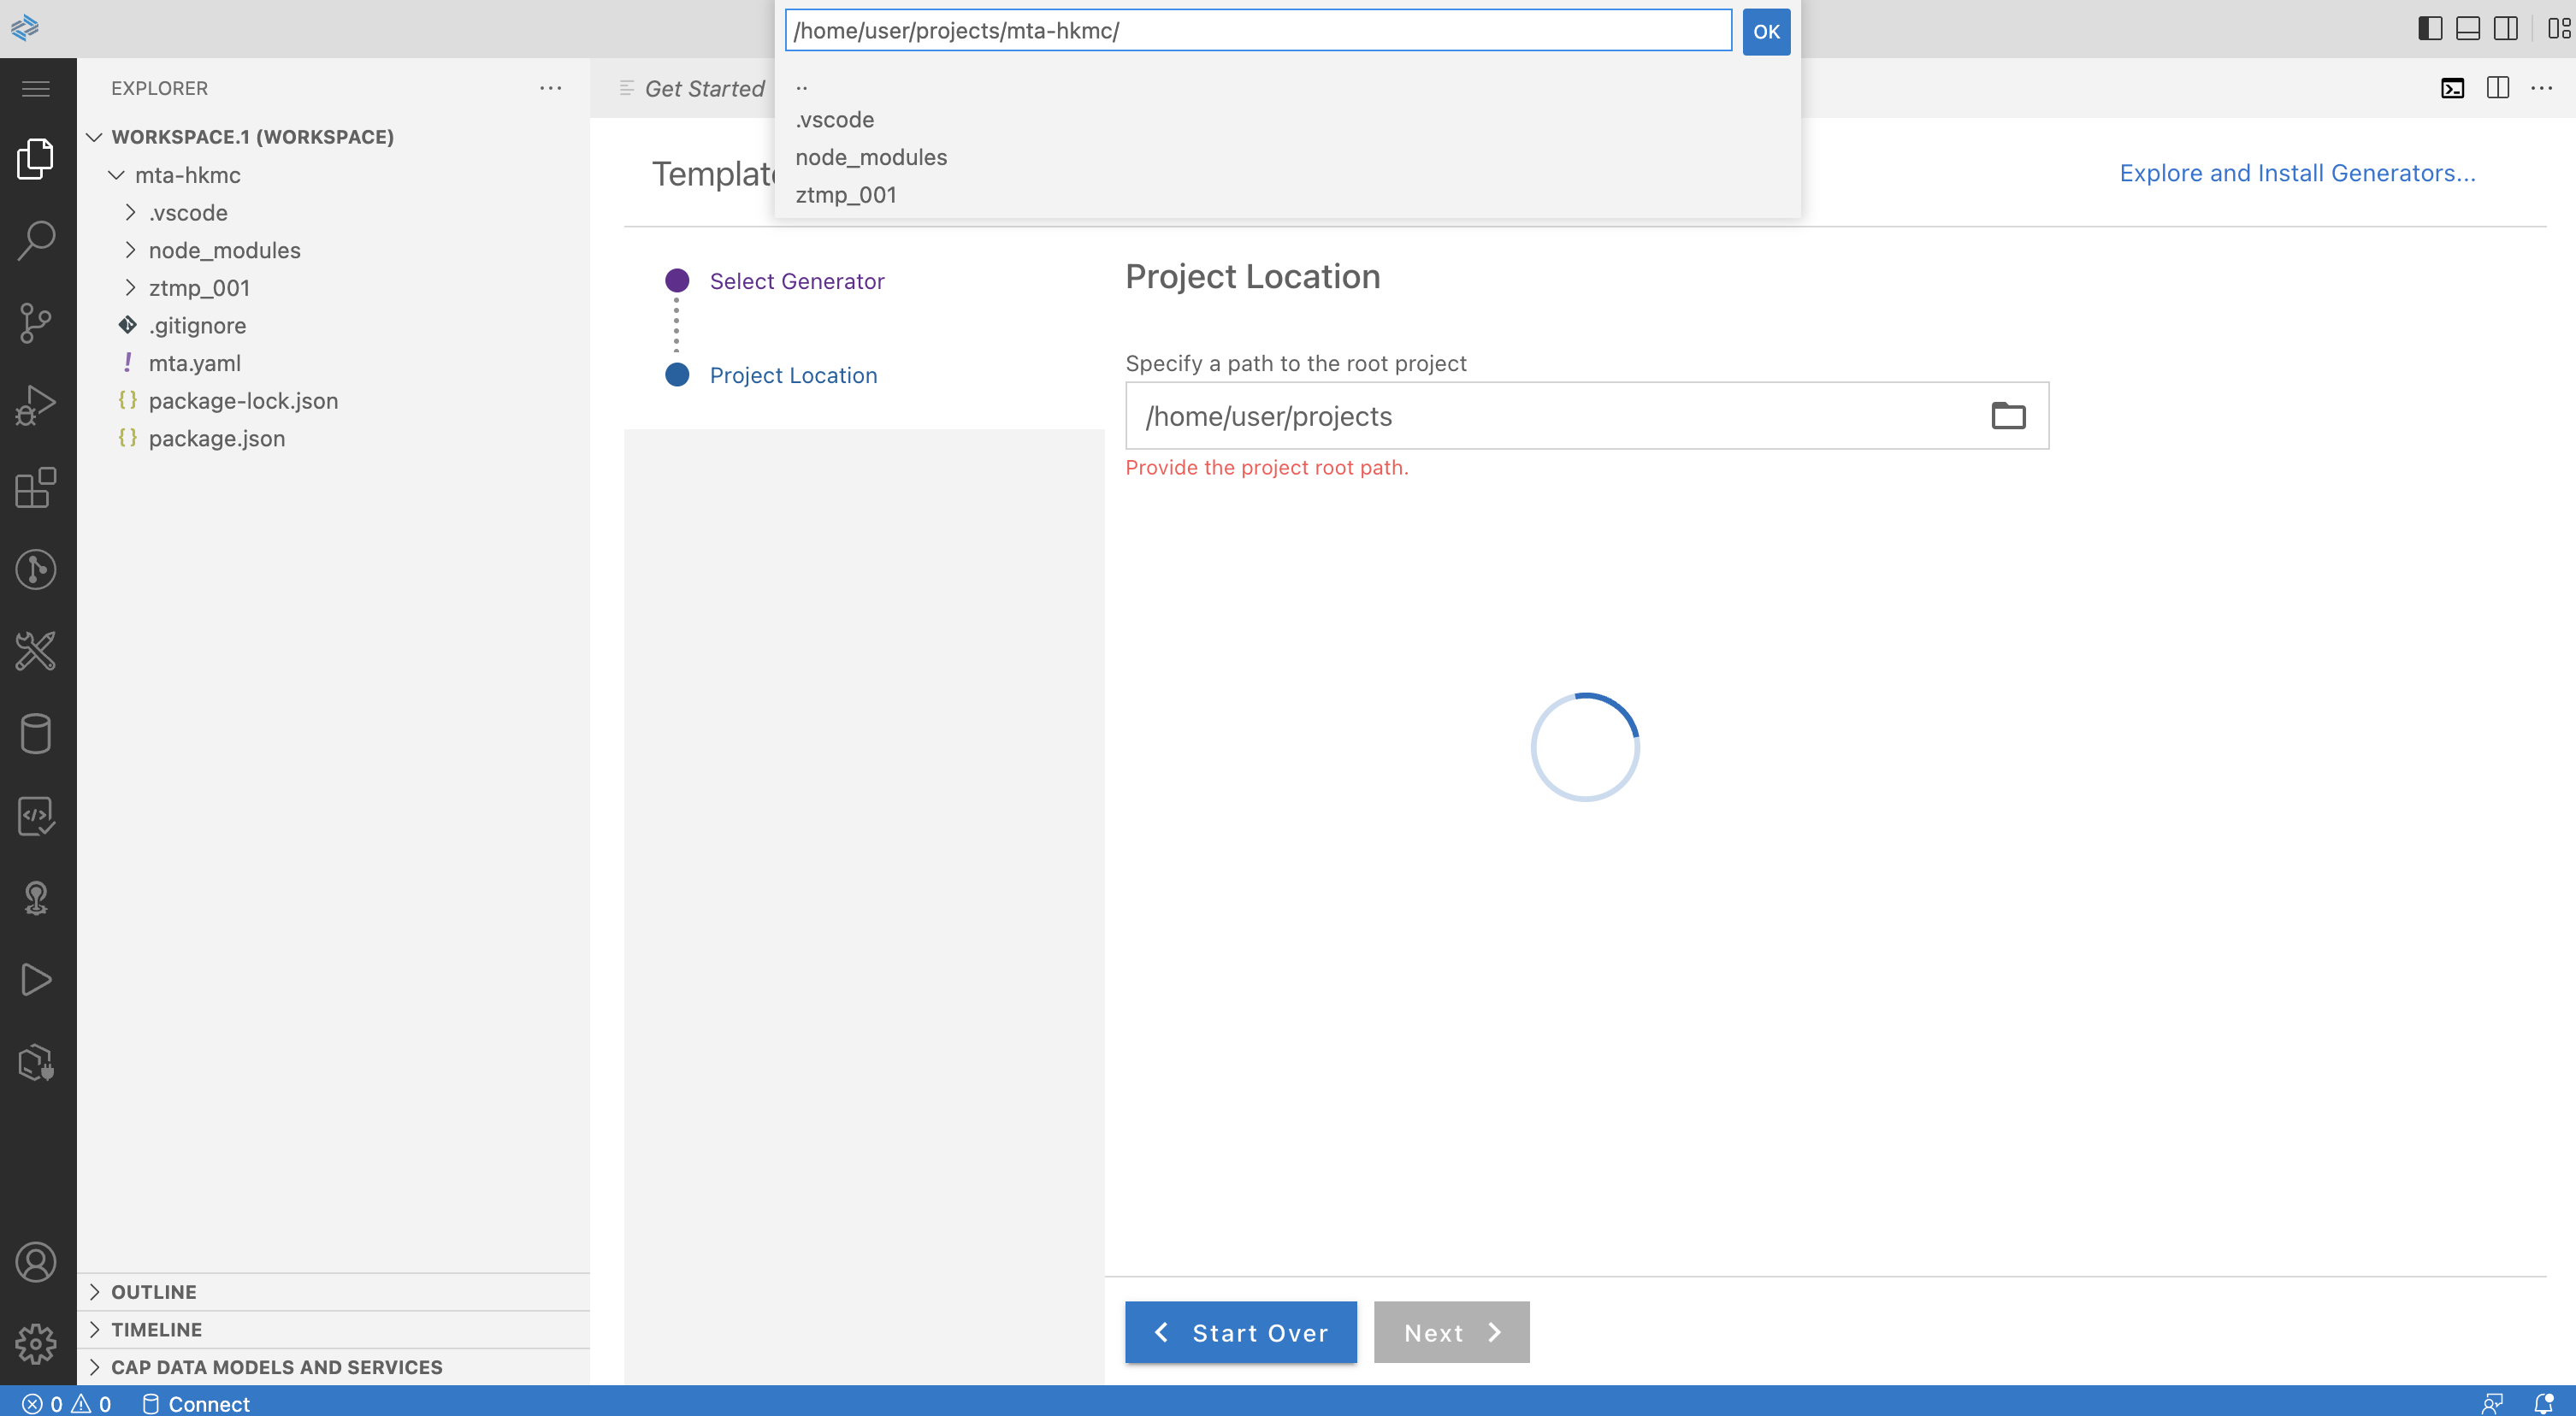 /home/user/projects/mta-hkmc/
OK
..
.vscode
node_modules
ztmp_001
EXPLORER
WORKSPACE.1 (WORKSPACE)
mta-hkmc
.vscode
node_modules
ztmp_001
.gitignore
mta.yaml
package-lock.json
package.json
OUTLINE
TIMELINE
CAP DATA MODELS AND SERVICES
Get Started
Explore and Install Generators...
Select Generator
Project Location
Project Location
Specify a path to the root project
/home/user/projects
Provide the project root path.
Start Over
Next
0 0 Connect